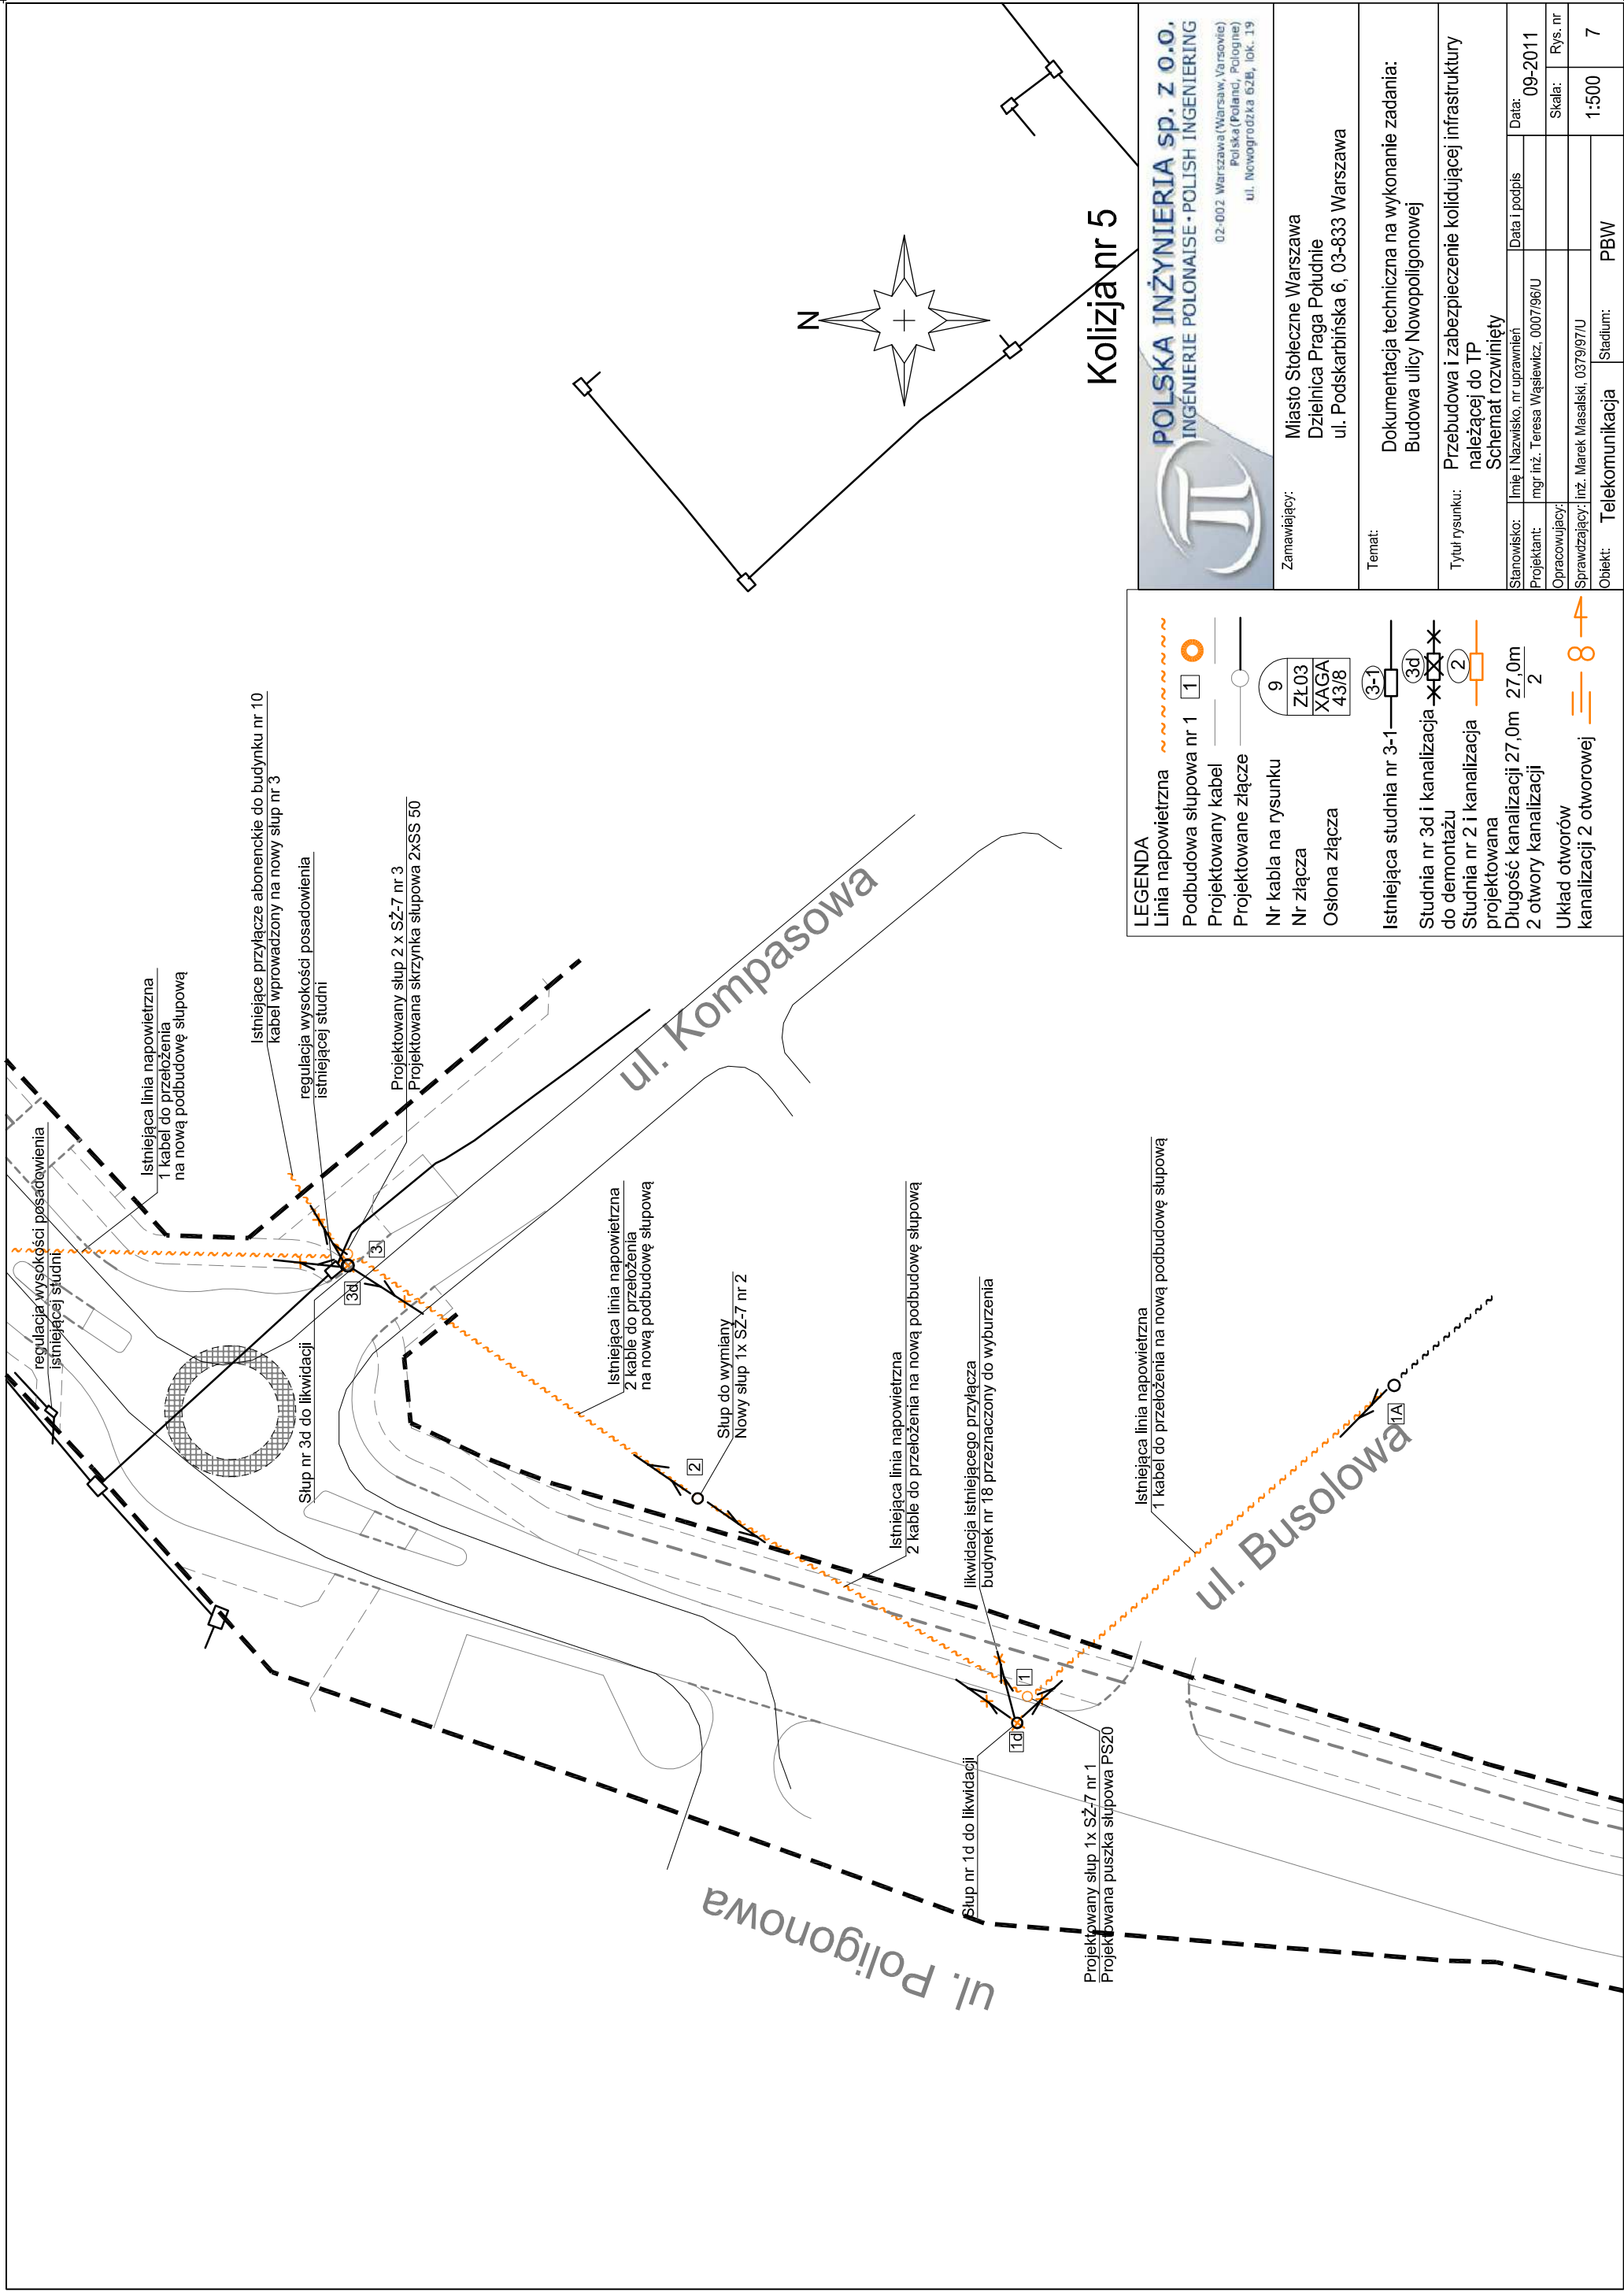 regulacja wysokości posadowienia
istniejącej studni
Istniejąca linia napowietrzna
1 kabel do przełożenia
na nową podbudowę słupową
Istniejące przyłącze abonenckie do budynku nr 10
kabel wprowadzony na nowy słup nr 3
regulacja wysokości posadowienia
istniejącej studni
Projektowany słup 2 x SŻ-7 nr 3
Projektowana skrzynka słupowa 2xSS 50
3
3d
Słup nr 3d do likwidacji
ul. Kompasowa
Istniejąca linia napowietrzna
2 kable do przełożenia
na nową podbudowę słupową
Słup do wymiany
Nowy słup 1x SŻ-7 nr 2
2
Istniejąca linia napowietrzna
2 kable do przełożenia na nową podbudowę słupową
likwidacja istniejącego przyłącza
budynek nr 18 przeznaczony do wyburzenia
1
1d
Słup nr 1d do likwidacji
Projektowany słup 1x SŻ-7 nr 1
Projektowana puszka słupowa PS20
Istniejąca linia napowietrzna
1 kabel do przełożenia na nową podbudowę słupową
1A
ul. Busolowa
ul. Poligonowa
N
Kolizja nr 5
LEGENDA
Linia napowietrzna
Podbudowa słupowa nr 1 1
Projektowany kabel
Projektowane złącze
Nr kabla na rysunku 9
Nr złącza ZŁ03
Osłona złącza XAGA
43/8
Istniejąca studnia nr 3-1 3-1
Studnia nr 3d i kanalizacja 3d
do demontażu
Studnia nr 2 i kanalizacja 2
projektowana
Długość kanalizacji 27,0m 27,0m
2 otwory kanalizacji 2
Układ otworów
kanalizacji 2 otworowej 8
POLSKA INŻYNIERIA sp. z o.o.
INGENIERIE POLONAISE - POLISH INGENIERING
02-002 Warszawa(Warsaw,Varsovie)
Polska(Poland, Pologne)
ul. Nowogrodzka 62B, lok. 19
Zamawiający:
Miasto Stołeczne Warszawa
Dzielnica Praga Południe
ul. Podskarbińska 6, 03-833 Warszawa
Temat:
Dokumentacja techniczna na wykonanie zadania:
Budowa ulicy Nowopoligonowej
Tytuł rysunku:
Przebudowa i zabezpieczenie kolidującej infrastruktury
należącej do TP
Schemat rozwinięty
Stanowisko: Imię i Nazwisko, nr uprawnień Data i podpis Data:
09-2011
Projektant: mgr inż. Teresa Wąsiewicz, 0007/96/U
Opracowujący: Skala: Rys. nr
Sprawdzający: inż. Marek Masalski, 0379/97/U
1:500 7
Obiekt: Telekomunikacja Stadium: PBW